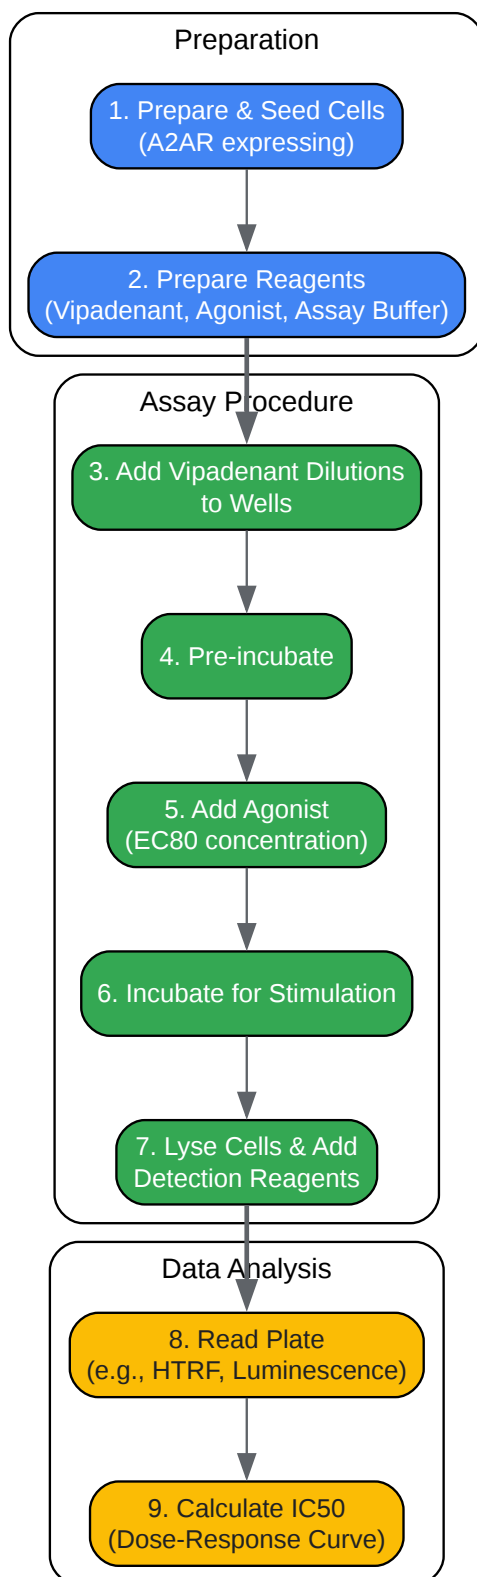 Preparation
1. Prepare & Seed Cells
(A2AR expressing)
2. Prepare Reagents
(Vipadenant, Agonist, Assay Buffer)
Assay Procedure
3. Add Vipadenant Dilutions
to Wells
4. Pre-incubate
5. Add Agonist
(EC80 concentration)
6. Incubate for Stimulation
7. Lyse Cells & Add
Detection Reagents
Data Analysis
8. Read Plate
(e.g., HTRF, Luminescence)
9. Calculate IC50
(Dose-Response Curve)